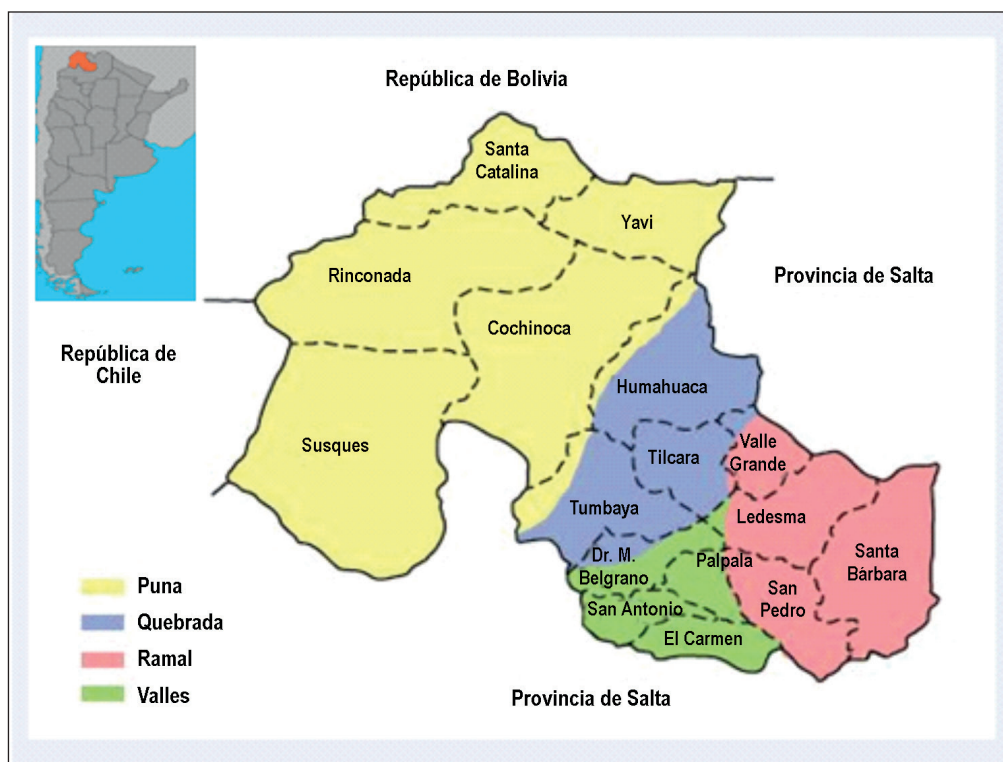 República de Bolivia
Santa
Catalina
Yavi
Rinconada
Provincia de Salta
Cochinoca
República de
Chile
Humahuaca
Susques
Valle
Grande
Tilcara
Tumbaya
Ledesma
Dr. M.
Belgrano
Palpala
Santa
Bárbara
San
Pedro
San Antonio
El Carmen
Puna
Quebrada
Ramal
Valles
Provincia de Salta